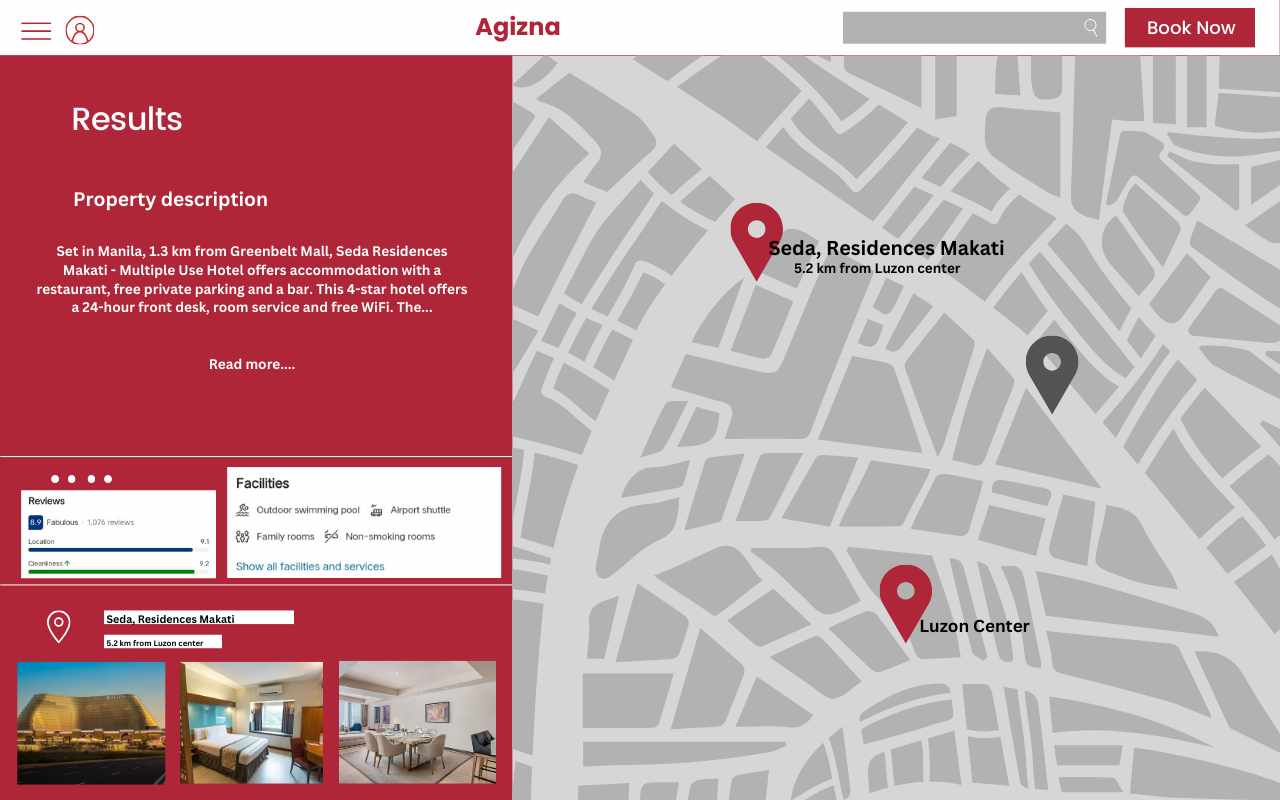 Agizna
Book Now
Results
Property description
Set in Manila, 1.3 km from Greenbelt Mall, Seda Residences
Makati - Multiple Use Hotel offers accommodation with a
restaurant, free private parking and a bar. This 4-star hotel offers
a 24-hour front desk, room service and free WiFi. The...
Read more....
Reviews
8.9 Fabulous · 1,076 reviews
Location 9.1
Cleanliness ↑ 9.2
Facilities
Outdoor swimming pool Airport shuttle
Family rooms Non-smoking rooms
Show all facilities and services
Seda, Residences Makati
5.2 km from Luzon center
Seda, Residences Makati
5.2 km from Luzon center
Luzon Center